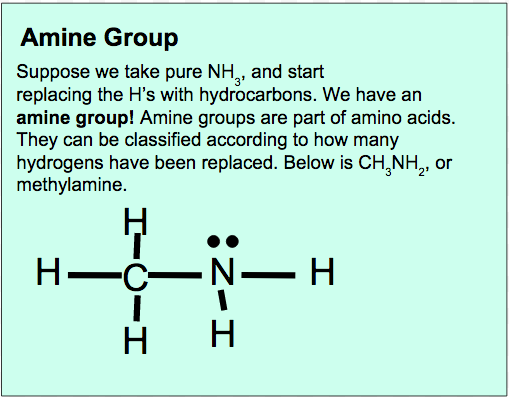 Amine Group
Suppose we take pure NH₃, and start
replacing the H's with hydrocarbons. We have an
amine group! Amine groups are part of amino acids.
They can be classified according to how many
hydrogens have been replaced. Below is CH₃NH₂, or
methylamine.
H
H C N H
H H